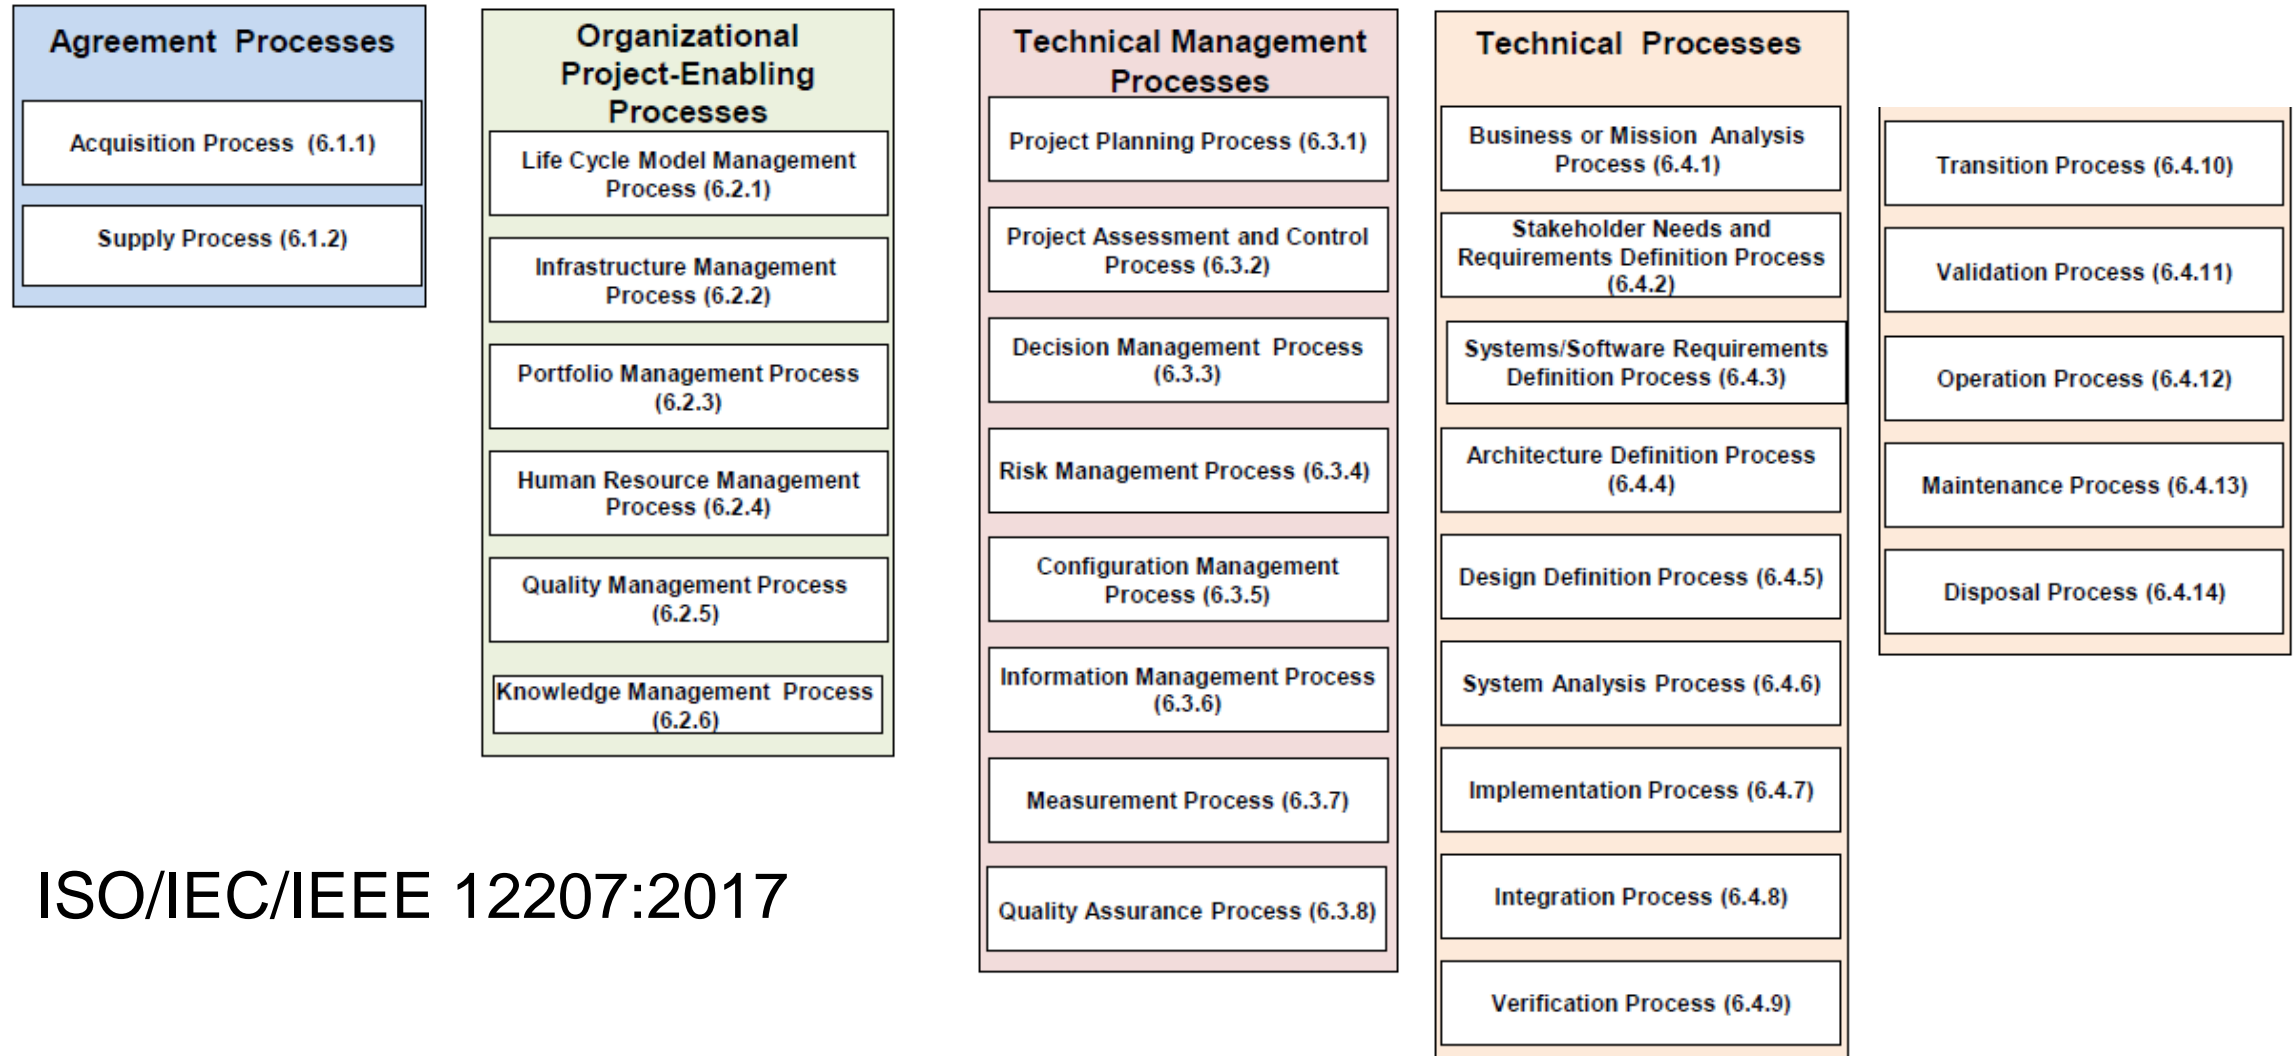 Agreement Processes
Acquisition Process (6.1.1)
Supply Process (6.1.2)
Organizational
Project-Enabling
Processes
Life Cycle Model Management
Process (6.2.1)
Infrastructure Management
Process (6.2.2)
Portfolio Management Process
(6.2.3)
Human Resource Management
Process (6.2.4)
Quality Management Process
(6.2.5)
Knowledge Management Process
(6.2.6)
Technical Management
Processes
Project Planning Process (6.3.1)
Project Assessment and Control
Process (6.3.2)
Decision Management Process
(6.3.3)
Risk Management Process (6.3.4)
Configuration Management
Process (6.3.5)
Information Management Process
(6.3.6)
Measurement Process (6.3.7)
Quality Assurance Process (6.3.8)
Technical Processes
Business or Mission Analysis
Process (6.4.1)
Stakeholder Needs and
Requirements Definition Process
(6.4.2)
Systems/Software Requirements
Definition Process (6.4.3)
Architecture Definition Process
(6.4.4)
Design Definition Process (6.4.5)
System Analysis Process (6.4.6)
Implementation Process (6.4.7)
Integration Process (6.4.8)
Verification Process (6.4.9)
Transition Process (6.4.10)
Validation Process (6.4.11)
Operation Process (6.4.12)
Maintenance Process (6.4.13)
Disposal Process (6.4.14)
ISO/IEC/IEEE 12207:2017